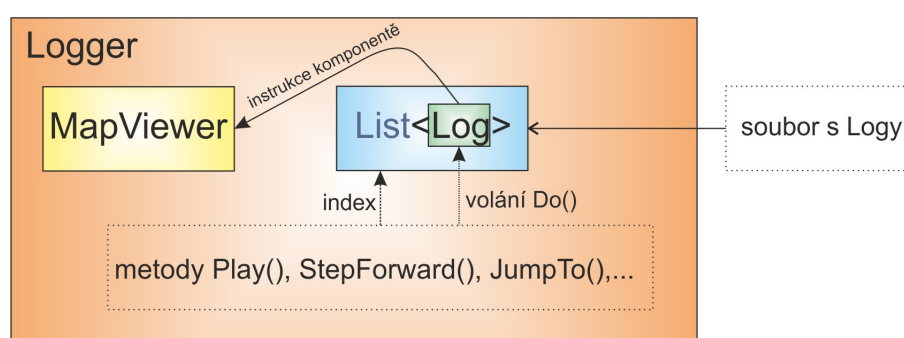 Logger
instrukce komponentě
MapViewer
List<Log>
soubor s Logy
index
volání Do()
metody Play(), StepForward(), JumpTo(),...